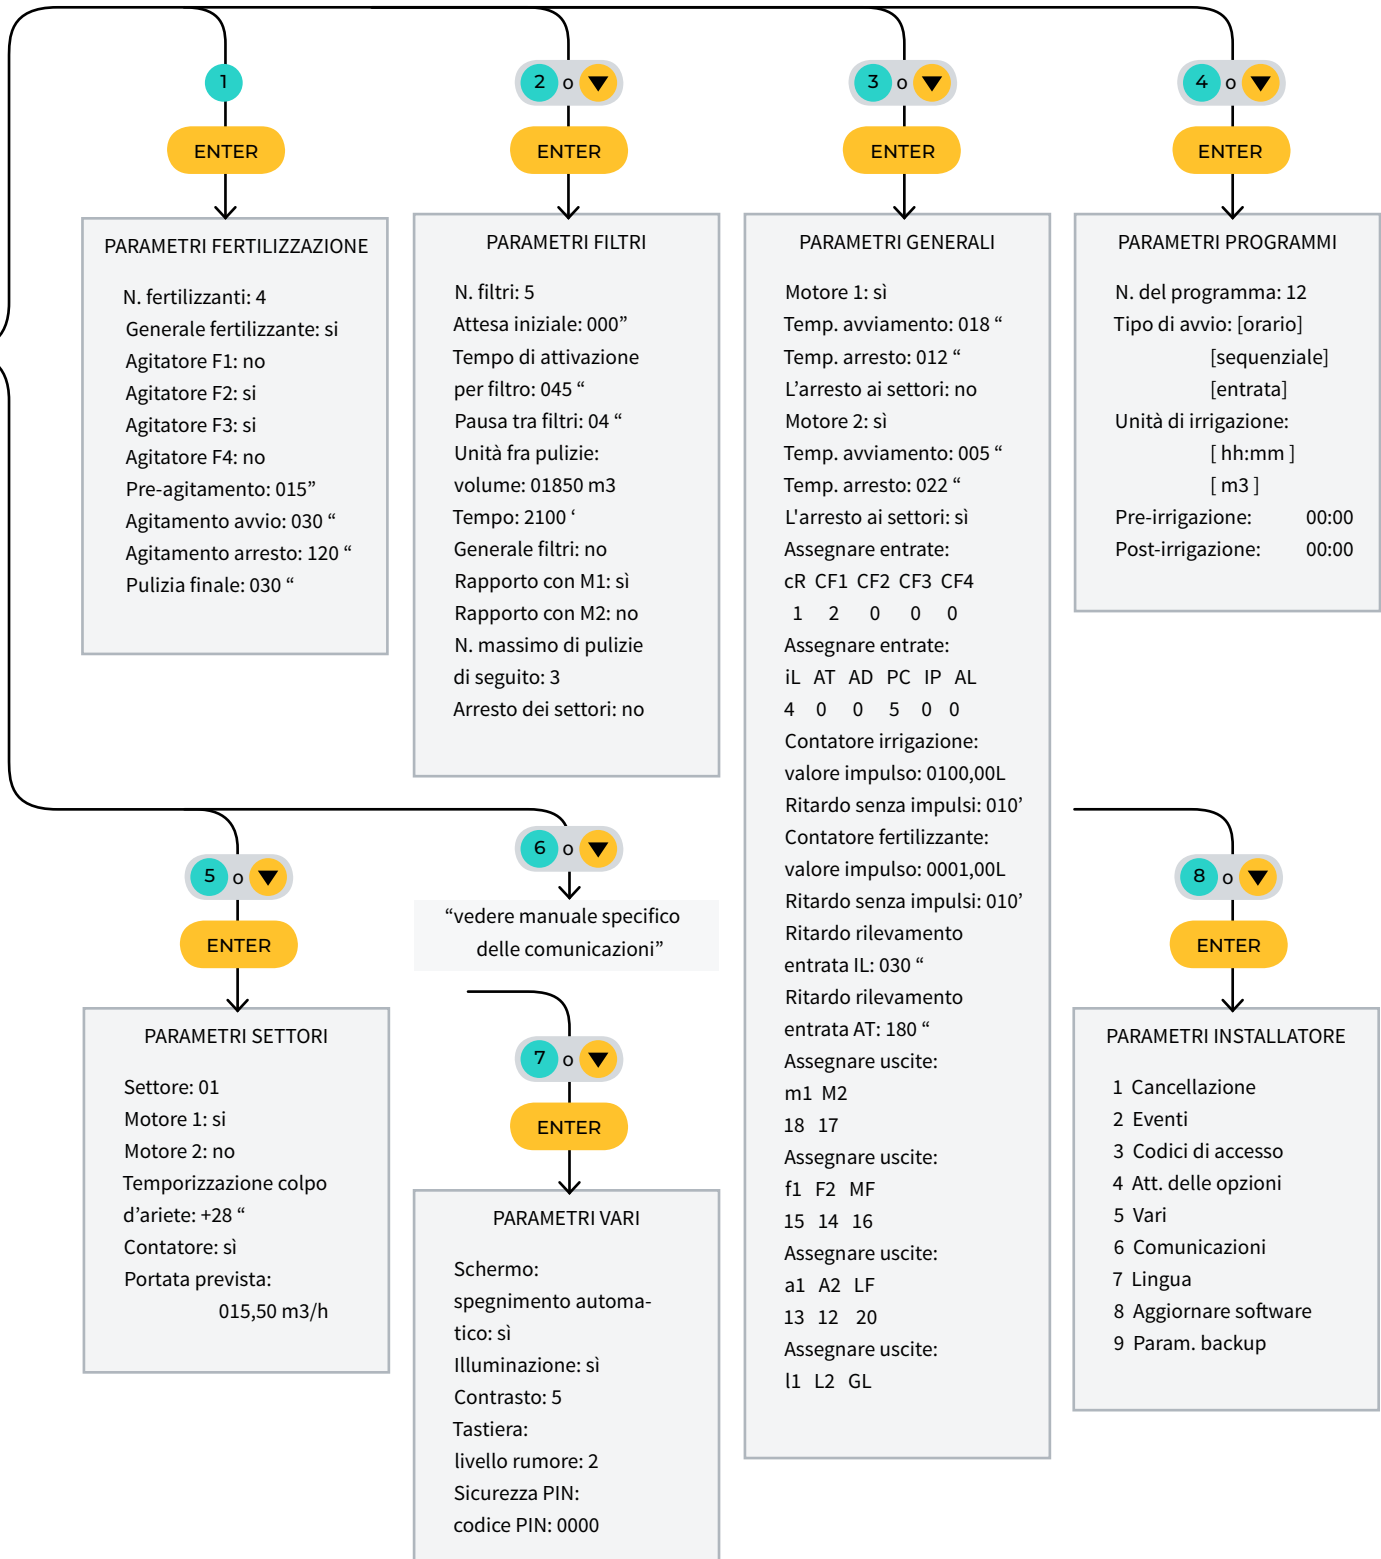 1
ENTER
PARAMETRI FERTILIZZAZIONE
N. fertilizzanti: 4
Generale fertilizzante: si
Agitatore F1: no
Agitatore F2: si
Agitatore F3: si
Agitatore F4: no
Pre-agitamento: 015”
Agitamento avvio: 030 “
Agitamento arresto: 120 “
Pulizia finale: 030 “
2 o ▼
ENTER
PARAMETRI FILTRI
N. filtri: 5
Attesa iniziale: 000”
Tempo di attivazione
per filtro: 045 “
Pausa tra filtri: 04 “
Unità fra pulizie:
volume: 01850 m3
Tempo: 2100 ‘
Generale filtri: no
Rapporto con M1: sì
Rapporto con M2: no
N. massimo di pulizie
di seguito: 3
Arresto dei settori: no
3 o ▼
ENTER
PARAMETRI GENERALI
Motore 1: sì
Temp. avviamento: 018 “
Temp. arresto: 012 “
L’arresto ai settori: no
Motore 2: sì
Temp. avviamento: 005 “
Temp. arresto: 022 “
L'arresto ai settori: sì
Assegnare entrate:
cR CF1 CF2 CF3 CF4
1 2 0 0 0
Assegnare entrate:
iL AT AD PC IP AL
4 0 0 5 0 0
Contatore irrigazione:
valore impulso: 0100,00L
Ritardo senza impulsi: 010’
Contatore fertilizzante:
valore impulso: 0001,00L
Ritardo senza impulsi: 010’
Ritardo rilevamento
entrata IL: 030 “
Ritardo rilevamento
entrata AT: 180 “
Assegnare uscite:
m1 M2
18 17
Assegnare uscite:
f1 F2 MF
15 14 16
Assegnare uscite:
a1 A2 LF
13 12 20
Assegnare uscite:
l1 L2 GL
4 o ▼
ENTER
PARAMETRI PROGRAMMI
N. del programma: 12
Tipo di avvio: [orario]
[sequenziale]
[entrata]
Unità di irrigazione:
[ hh:mm ]
[ m3 ]
Pre-irrigazione: 00:00
Post-irrigazione: 00:00
5 o ▼
ENTER
PARAMETRI SETTORI
Settore: 01
Motore 1: si
Motore 2: no
Temporizzazione colpo
d’ariete: +28 “
Contatore: sì
Portata prevista:
015,50 m3/h
6 o ▼
“vedere manuale specifico
delle comunicazioni”
7 o ▼
ENTER
PARAMETRI VARI
Schermo:
spegnimento automa-
tico: sì
Illuminazione: sì
Contrasto: 5
Tastiera:
livello rumore: 2
Sicurezza PIN:
codice PIN: 0000
8 o ▼
ENTER
PARAMETRI INSTALLATORE
1 Cancellazione
2 Eventi
3 Codici di accesso
4 Att. delle opzioni
5 Vari
6 Comunicazioni
7 Lingua
8 Aggiornare software
9 Param. backup